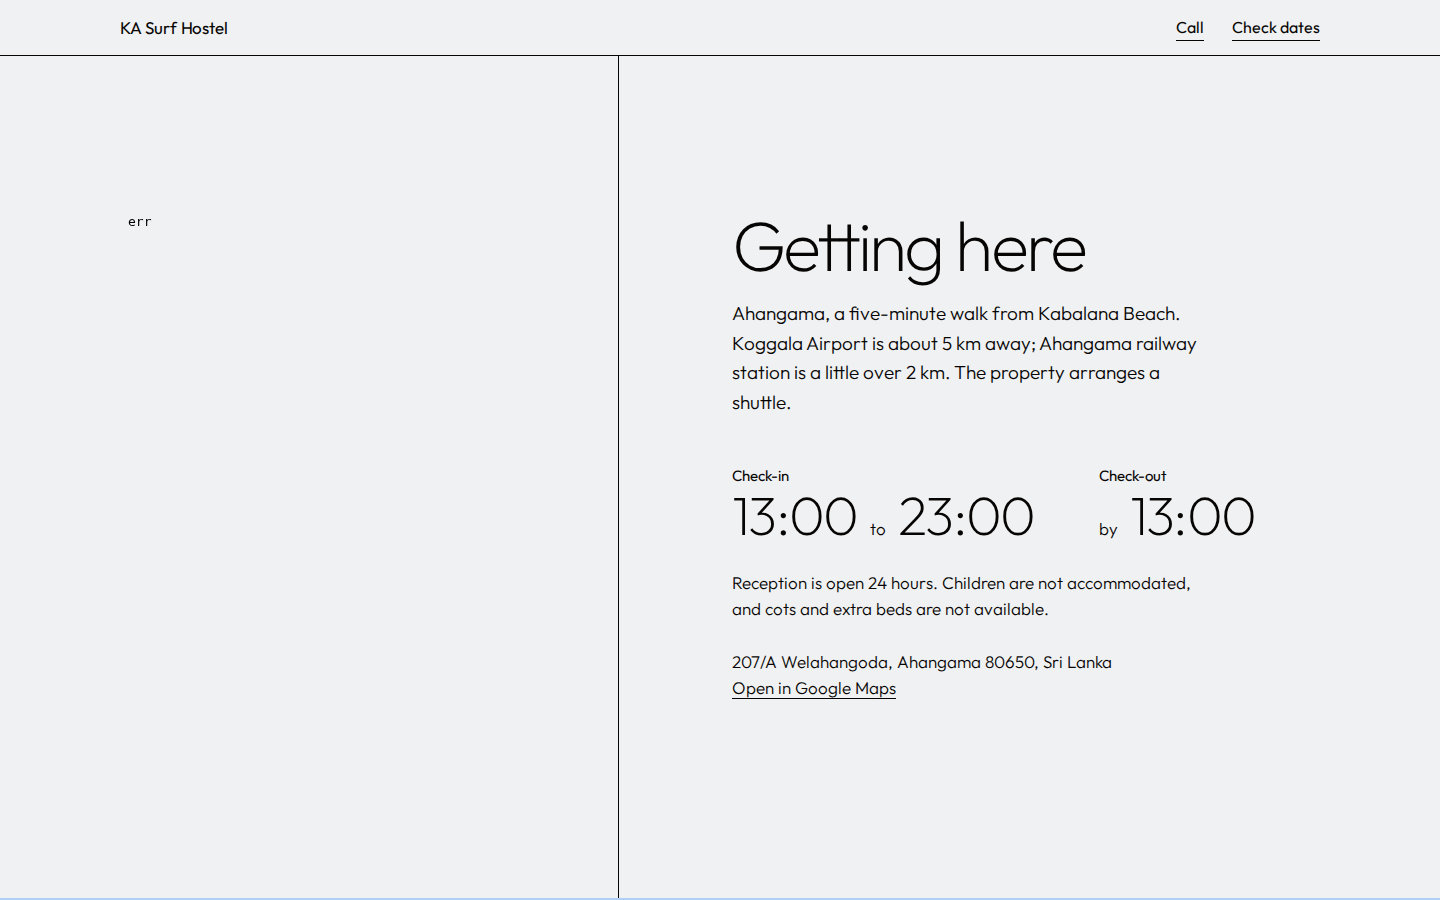 KA Surf Hostel
Call
Check dates
err
Getting here
Ahangama, a five-minute walk from Kabalana Beach.
Koggala Airport is about 5 km away; Ahangama railway
station is a little over 2 km. The property arranges a
shuttle.
Check-in
13:00 to 23:00
Check-out
by 13:00
Reception is open 24 hours. Children are not accommodated,
and cots and extra beds are not available.
207/A Welahangoda, Ahangama 80650, Sri Lanka
Open in Google Maps